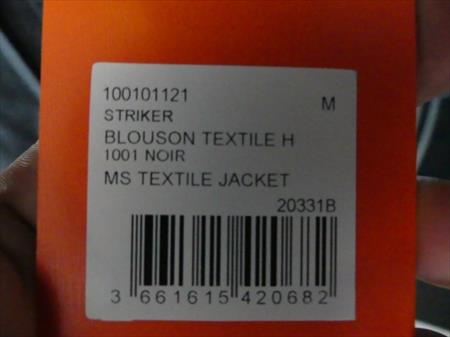 100101121 M
STRIKER
BLOUSON TEXTILE H
1001 NOIR
MS TEXTILE JACKET
20331B
3 661615 420682